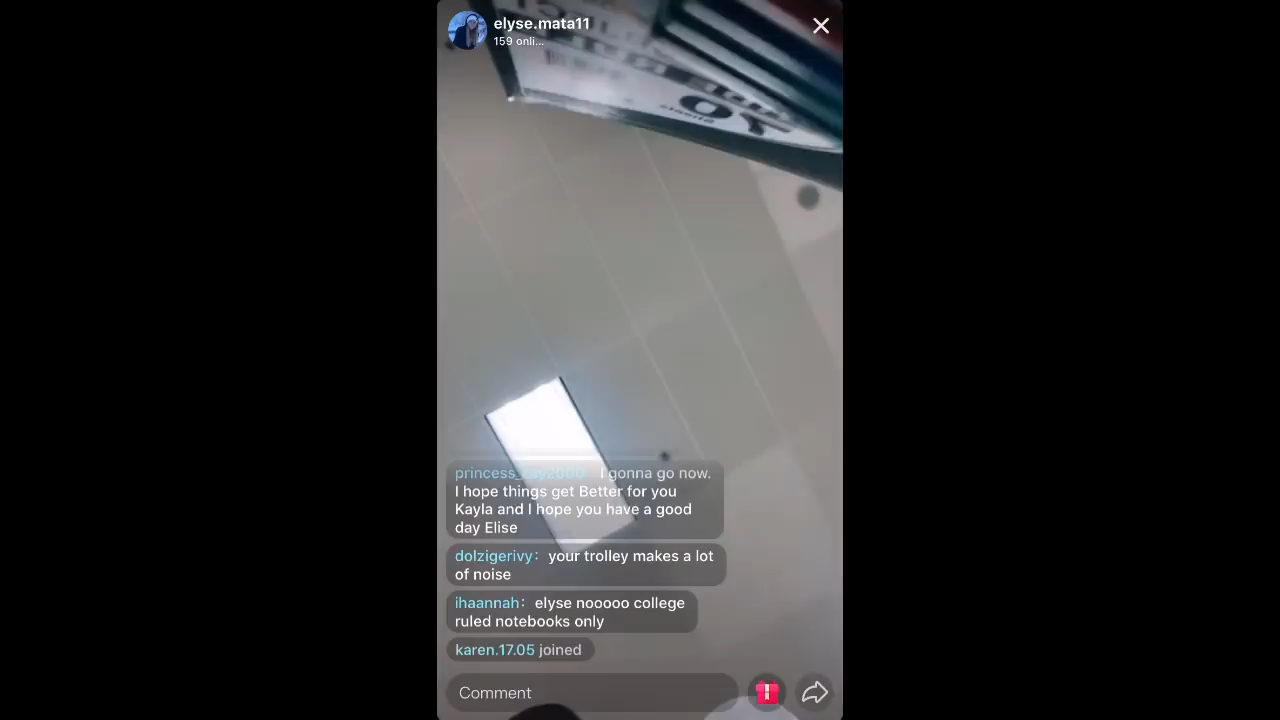 elyse.mata11
159 onli...
YO
I gonna go now.
I hope things get Better for you
Kayla and I hope you have a good
day Elise
dolzigerivy: your trolley makes a lot
of noise
ihaannah: elyse nooooo college
ruled notebooks only
karen.17.05 joined
Comment